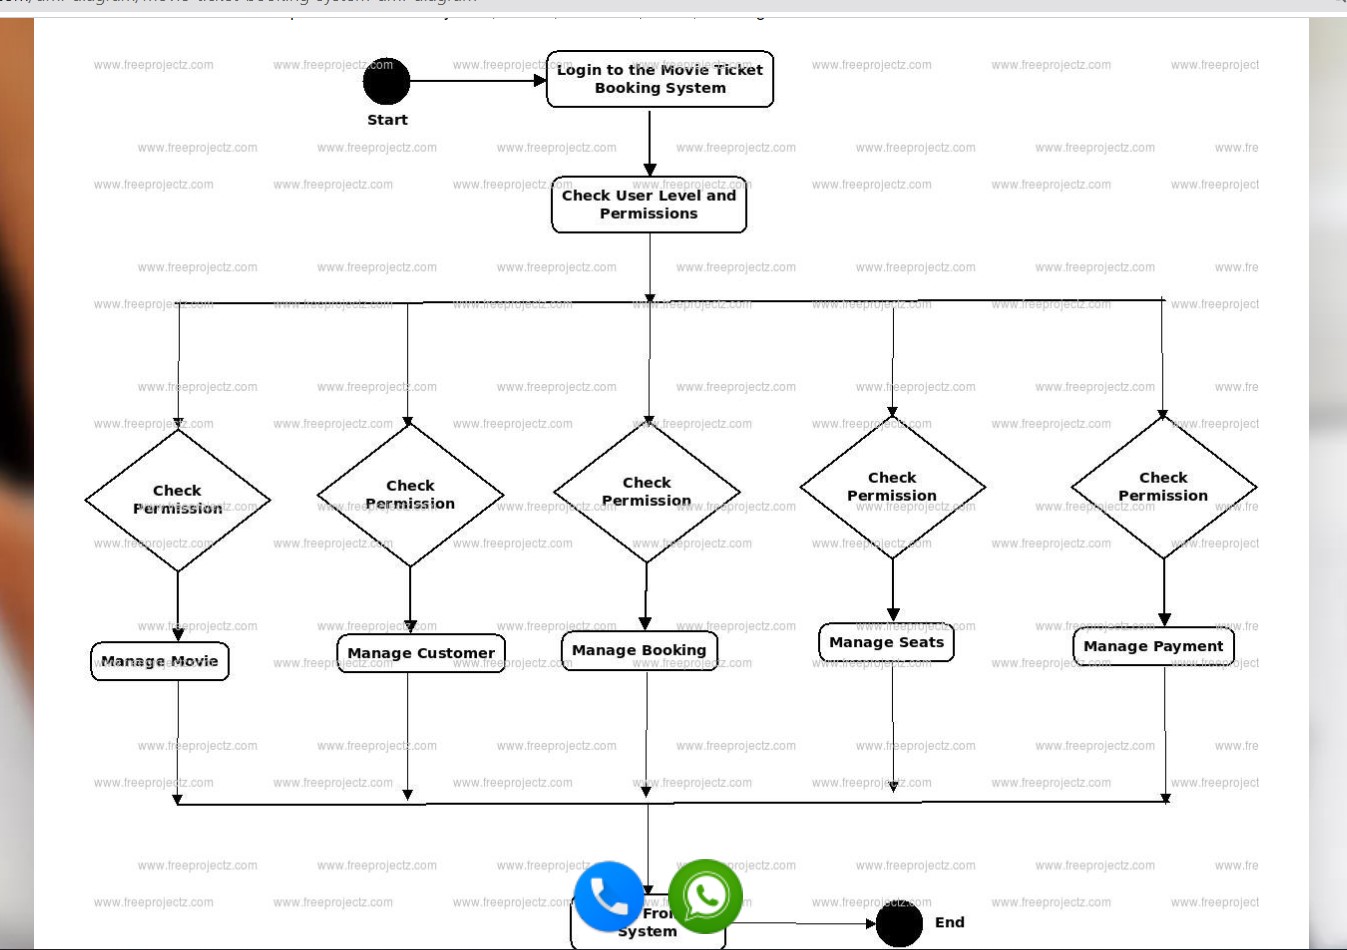 Login to the Movie Ticket
Booking System
Start
Check User Level and
Permissions
Check
Permission
Check
Permission
Check
Permission
Check
Permission
Check
Permission
Manage Movie
Manage Customer
Manage Booking
Manage Seats
Manage Payment
System
End
www.freeprojectz.com